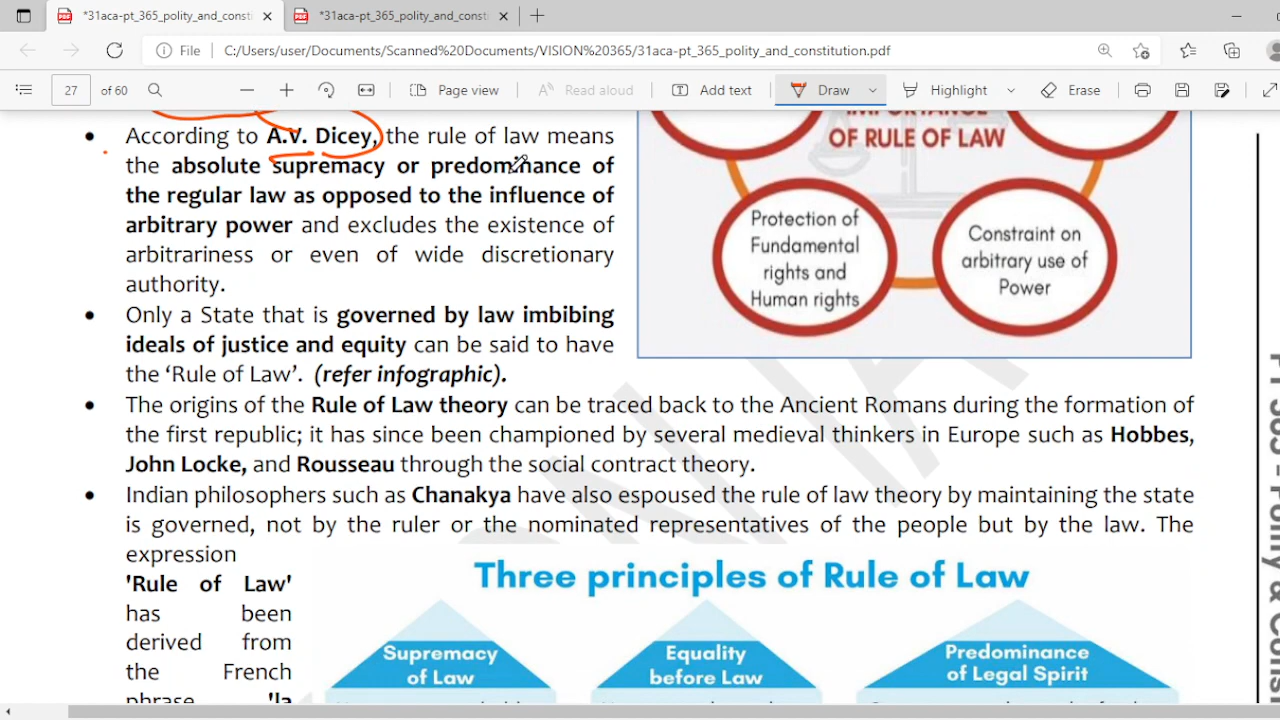 *31aca-pt_365_polity_and_const
*31aca-pt_365_polity_and_consti
File
C:/Users/user/Documents/Scanned%20Documents/VISION%20365/31aca-pt_365_polity_and_constitution.pdf
27 of 60
Page view
Read aloud
Add text
Draw
Highlight
Erase
• According to A.V. Dicey, the rule of law means
the absolute supremacy or predominance of
the regular law as opposed to the influence of
arbitrary power and excludes the existence of
arbitrariness or even of wide discretionary
authority.
• Only a State that is governed by law imbibing
ideals of justice and equity can be said to have
the ‘Rule of Law’. (refer infographic).
IMPORTANCE
OF RULE OF LAW
Protection of
Fundamental
rights and
Human rights
Constraint on
arbitrary use of
Power
• The origins of the Rule of Law theory can be traced back to the Ancient Romans during the formation of
the first republic; it has since been championed by several medieval thinkers in Europe such as Hobbes,
John Locke, and Rousseau through the social contract theory.
• Indian philosophers such as Chanakya have also espoused the rule of law theory by maintaining the state
is governed, not by the ruler or the nominated representatives of the people but by the law. The
expression
'Rule of Law'
has been
derived from
the French
phrase 'la
Three principles of Rule of Law
Supremacy
of Law
Equality
before Law
Predominance
of Legal Spirit
PT 365 – Polity & Const